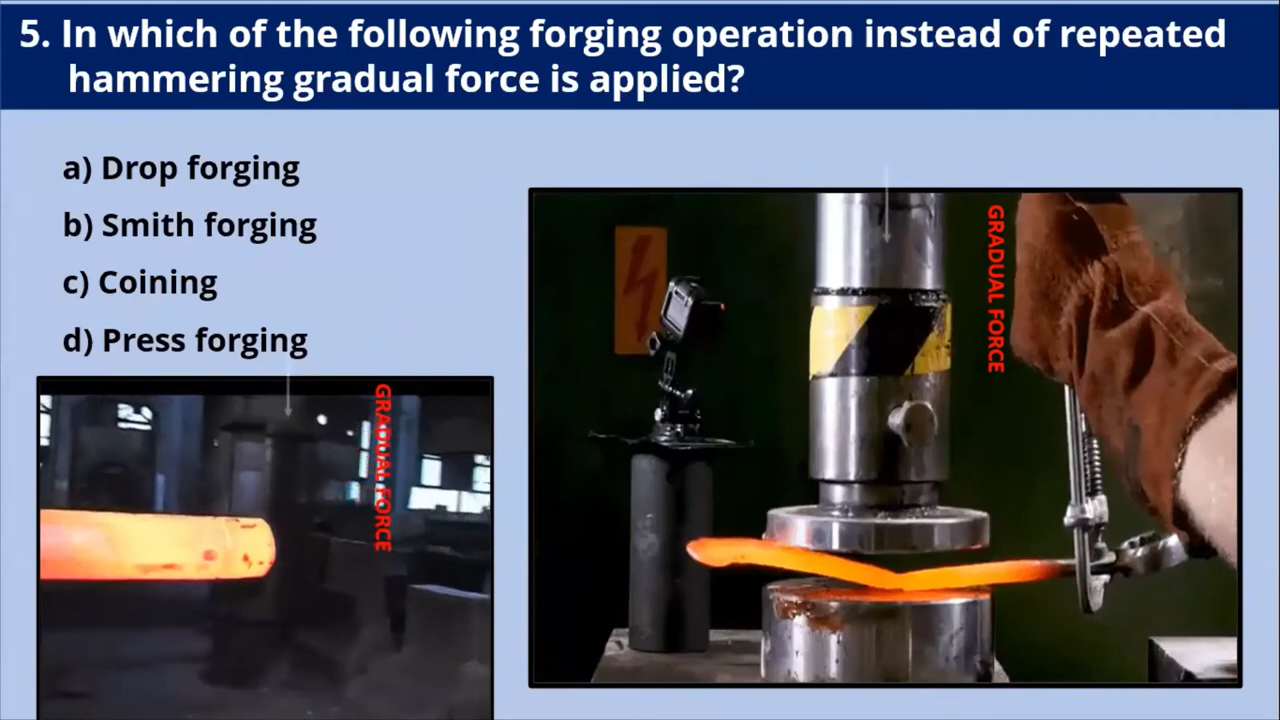 5. In which of the following forging operation instead of repeated
hammering gradual force is applied?
a) Drop forging
b) Smith forging
c) Coining
d) Press forging
GRADUAL FORCE
GRADUAL FORCE